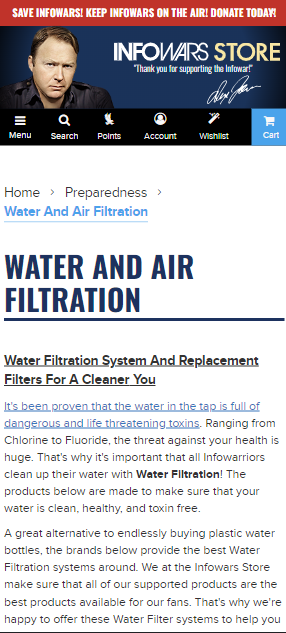 SAVE INFOWARS! KEEP INFOWARS ON THE AIR! DONATE TODAY!
INFOWARS STORE
"Thank you for supporting the Infowar!"
Alex Jones
Menu Search Points Account Wishlist Cart
Home > Preparedness >
Water And Air Filtration
WATER AND AIR
FILTRATION
Water Filtration System And Replacement
Filters For A Cleaner You
It's been proven that the water in the tap is full of
dangerous and life threatening toxins. Ranging from
Chlorine to Fluoride, the threat against your health is
huge. That's why it's important that all Infowarriors
clean up their water with Water Filtration! The
products below are made to make sure that your
water is clean, healthy, and toxin free.
A great alternative to endlessly buying plastic water
bottles, the brands below provide the best Water
Filtration systems around. We at the Infowars Store
make sure that all of our supported products are the
best products available for our fans. That's why we're
happy to offer these Water Filter systems to help you